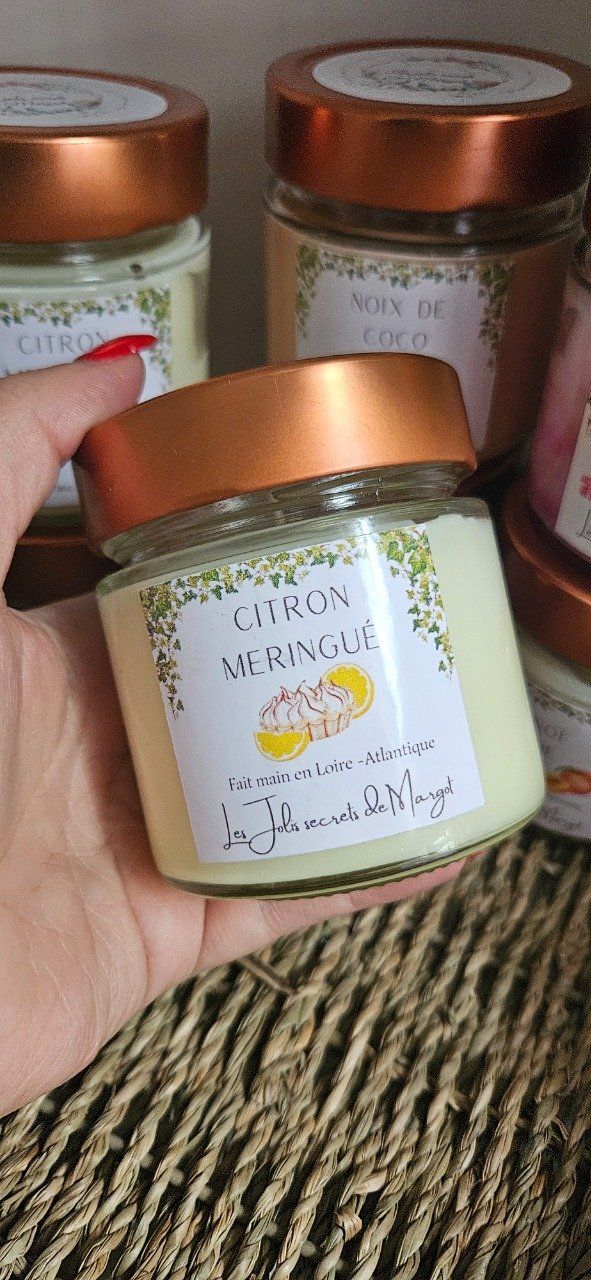 NOIX DE
COCO
CITRON
CITRON
MERINGUÉ
Fait main en Loire -Atlantique
Les Jolis secrets de Margot